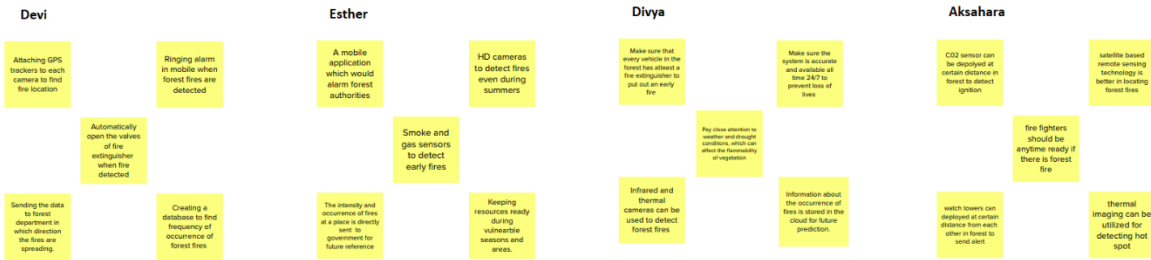 Devi
Attaching GPS
trackers to each
camera to find
fire location
Ringing alarm
in mobile when
forest fires are
detected
Automatically
open the valves
of fire
extinguisher
when fire
detected
Sending the data
to forest
department in
which direction
the fires are
spreading.
Creating a
database to find
frequency of
occurrence of
forest fires
Esther
A mobile
application
which would
alarm forest
authorities
HD cameras
to detect fires
even during
summers
Smoke and
gas sensors
to detect
early fires
The intensity and
occurrence of fires
at a place is directly
sent to
government for
future reference
Keeping
resources ready
during
vulnearble
seasons and
areas.
Divya
Make sure that
every vehicle in the
forest has atleast a
fire extinguisher to
put out an early
fire
Make sure the
system is accurate
and available all
time 24/7 to
prevent loss of
lives
Pay close attention to
weather and drought
conditions, which can
affect the flammability
of vegetation
Infrared and
thermal
cameras can be
used to detect
forest fires
Information about
the occurrence of
fires is stored in the
cloud for future
prediction.
Aksahara
CO2 sensor can
be depolyed at
certain distance in
forest to detect
ignition
satellite based
remote sensing
technology is
better in locating
forest fires
fire fighters
should be
anytime ready if
there is forest
fire
watch towers can
deployed at certain
distance from each
other in forest to
send alert
thermal
imaging can be
utilized for
detecting hot
spot